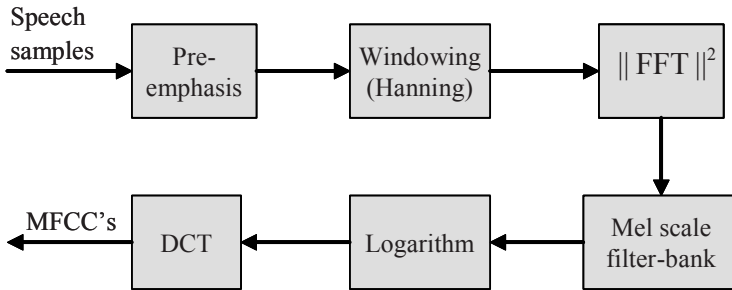 Speech
samples
Pre-
emphasis
Windowing
(Hanning)
|| FFT ||²
MFCC's
DCT
Logarithm
Mel scale
filter-bank